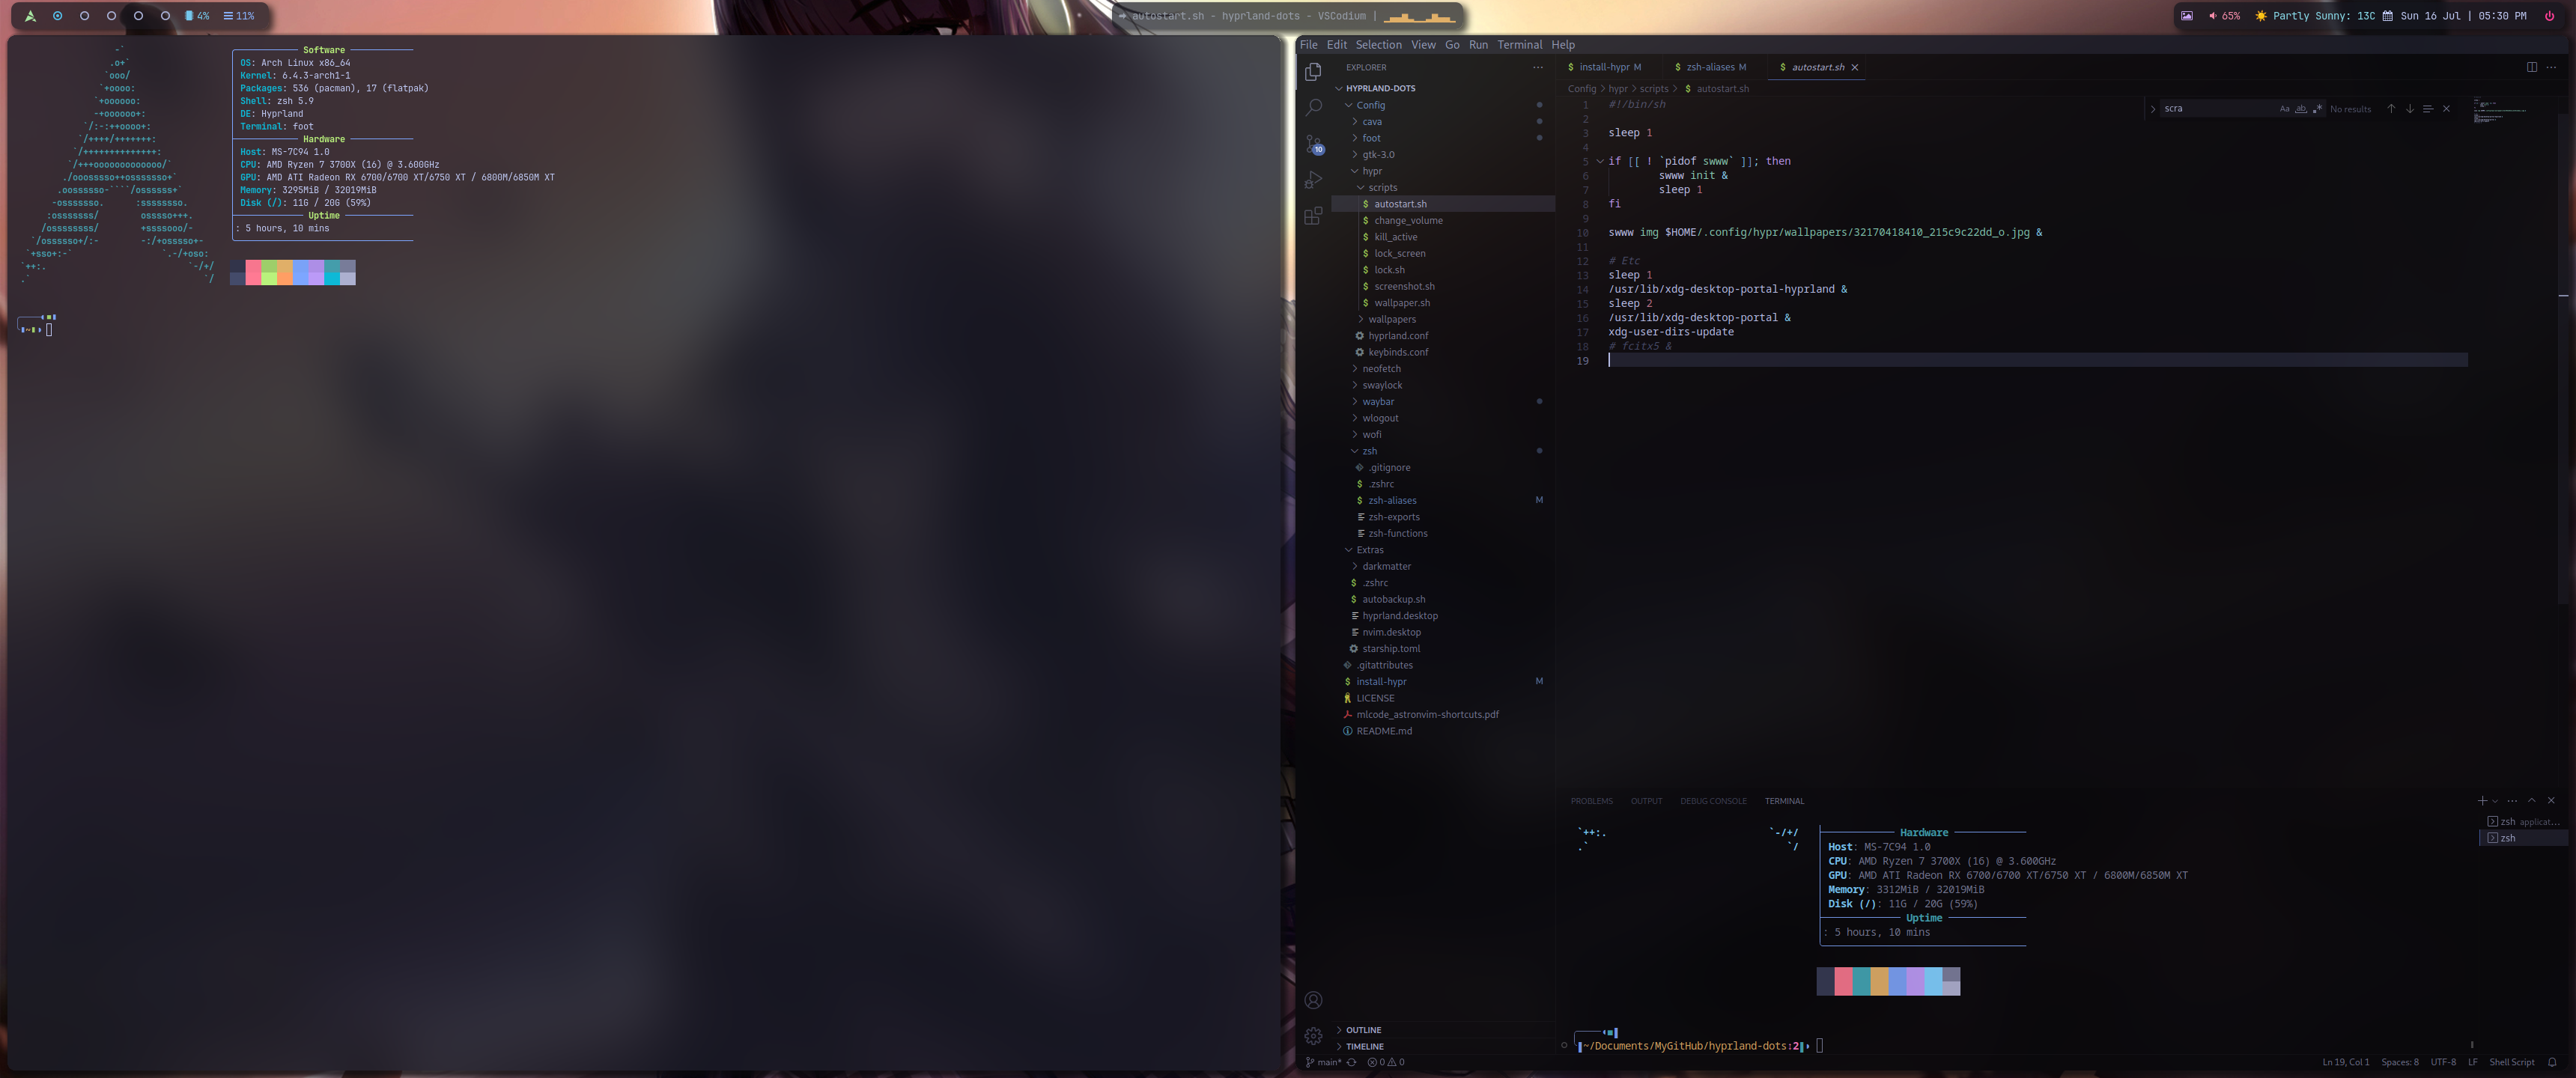 4% 11%
autostart.sh - hyprland-dots - VSCodium |
65% Partly Sunny: 13C Sun 16 Jul | 05:30 PM
Software
OS: Arch Linux x86_64
Kernel: 6.4.3-arch1-1
Packages: 536 (pacman), 17 (flatpak)
Shell: zsh 5.9
DE: Hyprland
Terminal: foot
Hardware
Host: MS-7C94 1.0
CPU: AMD Ryzen 7 3700X (16) @ 3.600GHz
GPU: AMD ATI Radeon RX 6700/6700 XT/6750 XT / 6800M/6850M XT
Memory: 3295MiB / 32019MiB
Disk (/): 11G / 20G (59%)
Uptime
: 5 hours, 10 mins
~
File Edit Selection View Go Run Terminal Help
EXPLORER
HYPRLAND-DOTS
Config
cava
foot
gtk-3.0
hypr
scripts
autostart.sh
change_volume
kill_active
lock_screen
lock.sh
screenshot.sh
wallpaper.sh
wallpapers
hyprland.conf
keybinds.conf
neofetch
swaylock
waybar
wlogout
wofi
zsh
.gitignore
.zshrc
zsh-aliases M
zsh-exports
zsh-functions
Extras
darkmatter
.zshrc
autobackup.sh
hyprland.desktop
nvim.desktop
starship.toml
.gitattributes
install-hypr M
LICENSE
mlcode_astronvim-shortcuts.pdf
README.md
OUTLINE
TIMELINE
10
install-hypr M zsh-aliases M autostart.sh
Config > hypr > scripts > autostart.sh
scra Aa ab No results
1 #!/bin/sh
2
3 sleep 1
4
5 if [[ ! `pidof swww` ]]; then
6 swww init &
7 sleep 1
8 fi
9
10 swww img $HOME/.config/hypr/wallpapers/32170418410_215c9c22dd_o.jpg &
11
12 # Etc
13 sleep 1
14 /usr/lib/xdg-desktop-portal-hyprland &
15 sleep 2
16 /usr/lib/xdg-desktop-portal &
17 xdg-user-dirs-update
18 # fcitx5 &
19
PROBLEMS OUTPUT DEBUG CONSOLE TERMINAL
Hardware
Host: MS-7C94 1.0
CPU: AMD Ryzen 7 3700X (16) @ 3.600GHz
GPU: AMD ATI Radeon RX 6700/6700 XT/6750 XT / 6800M/6850M XT
Memory: 3312MiB / 32019MiB
Disk (/): 11G / 20G (59%)
Uptime
: 5 hours, 10 mins
~/Documents/MyGitHub/hyprland-dots:2
zsh applicat...
zsh
main* 0 0
Ln 19, Col 1 Spaces: 8 UTF-8 LF Shell Script